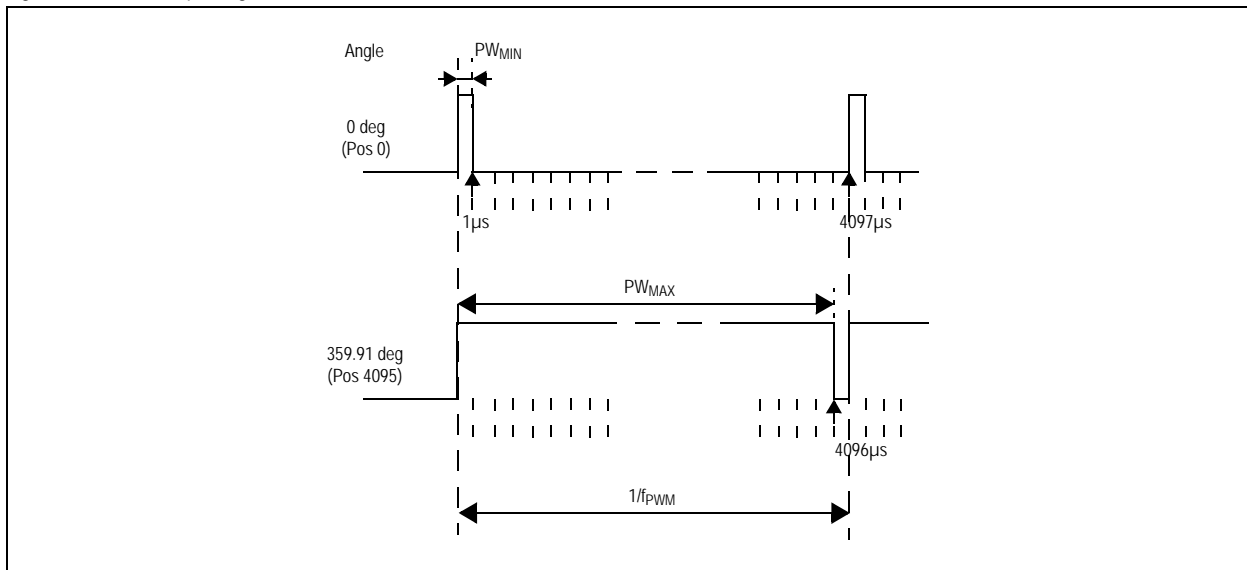 Angle
PWMIN
0 deg
(Pos 0)
1µs
4097µs
PWMAX
359.91 deg
(Pos 4095)
4096µs
1/fPWM